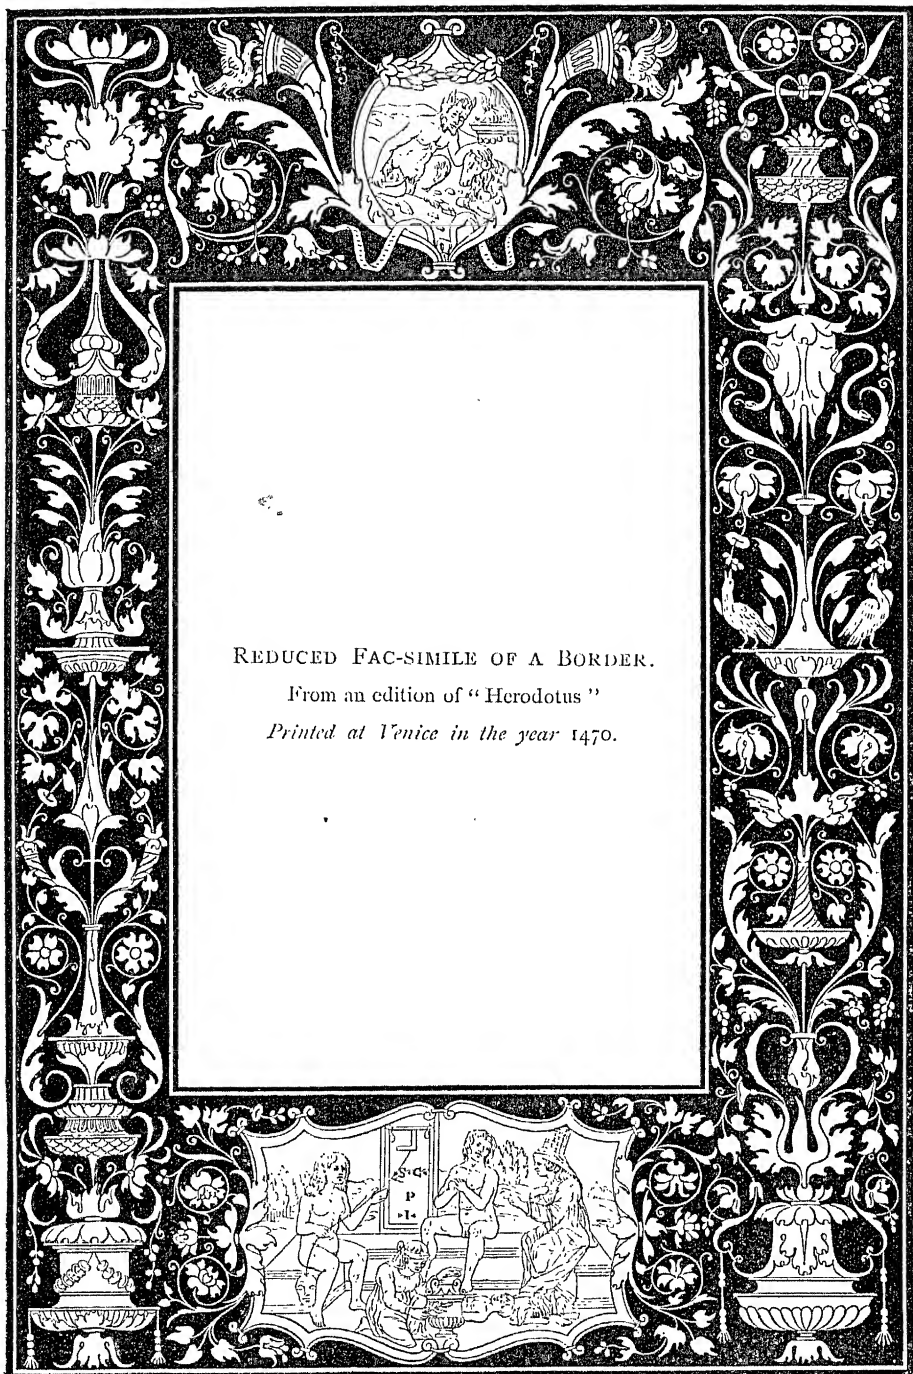 REDUCED FAC-SIMILE OF A BORDER.
From an edition of “Herodotus”
Printed at Venice in the year 1470.
S·C·
P
·I·